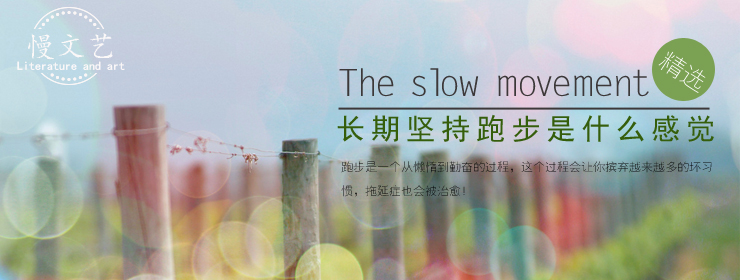 慢文艺
Literature and art
精选
The slow movement
长期坚持跑步是什么感觉
跑步是一个从懒惰到勤奋的过程，这个过程会让你摈弃越来越多的坏习
惯，拖延症也会被治愈！